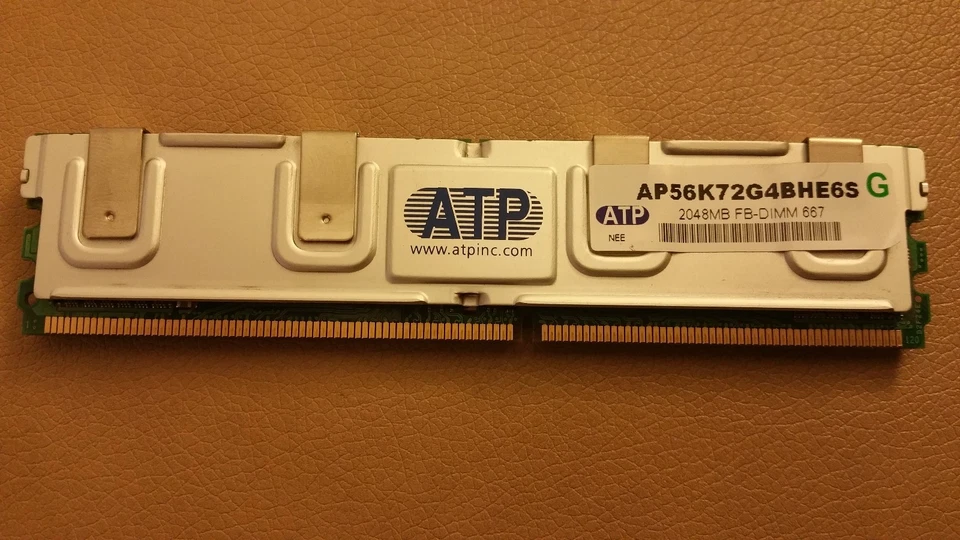 ATP
www.atpinc.com
AP56K72G4BHE6S G
ATP 2048MB FB-DIMM 667
NEE